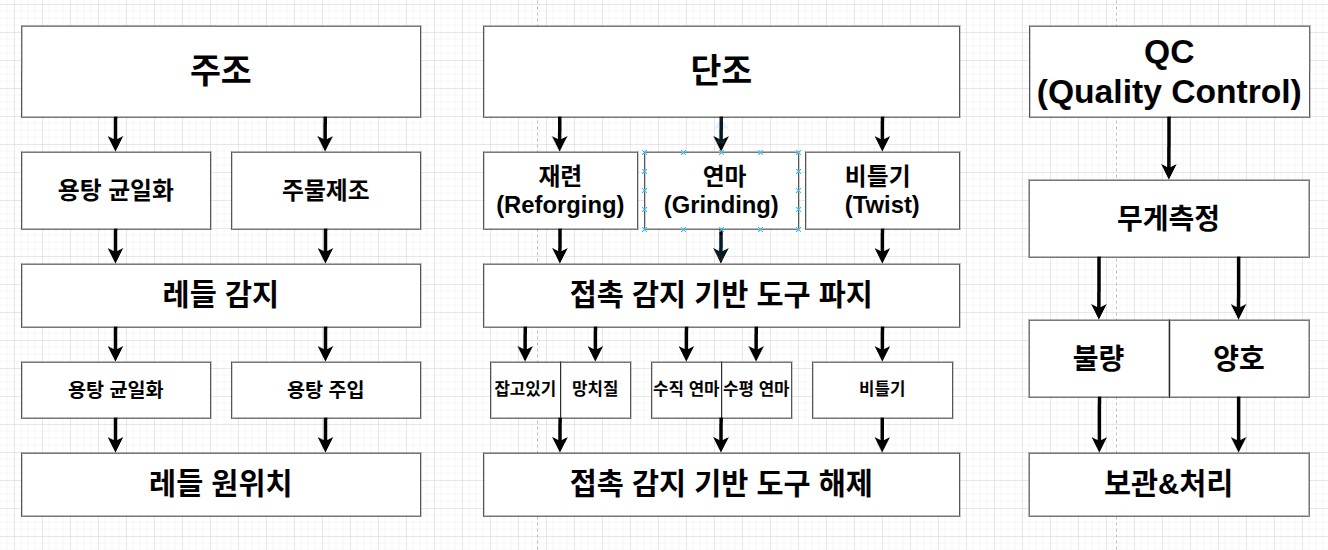 주조
용탕 균일화
주물제조
레들 감지
용탕 균일화
용탕 주입
레들 원위치
단조
재련
(Reforging)
연마
(Grinding)
비틀기
(Twist)
접촉 감지 기반 도구 파지
잡고있기
망치질
수직 연마
수평 연마
비틀기
접촉 감지 기반 도구 해제
QC
(Quality Control)
무게측정
불량
양호
보관&처리